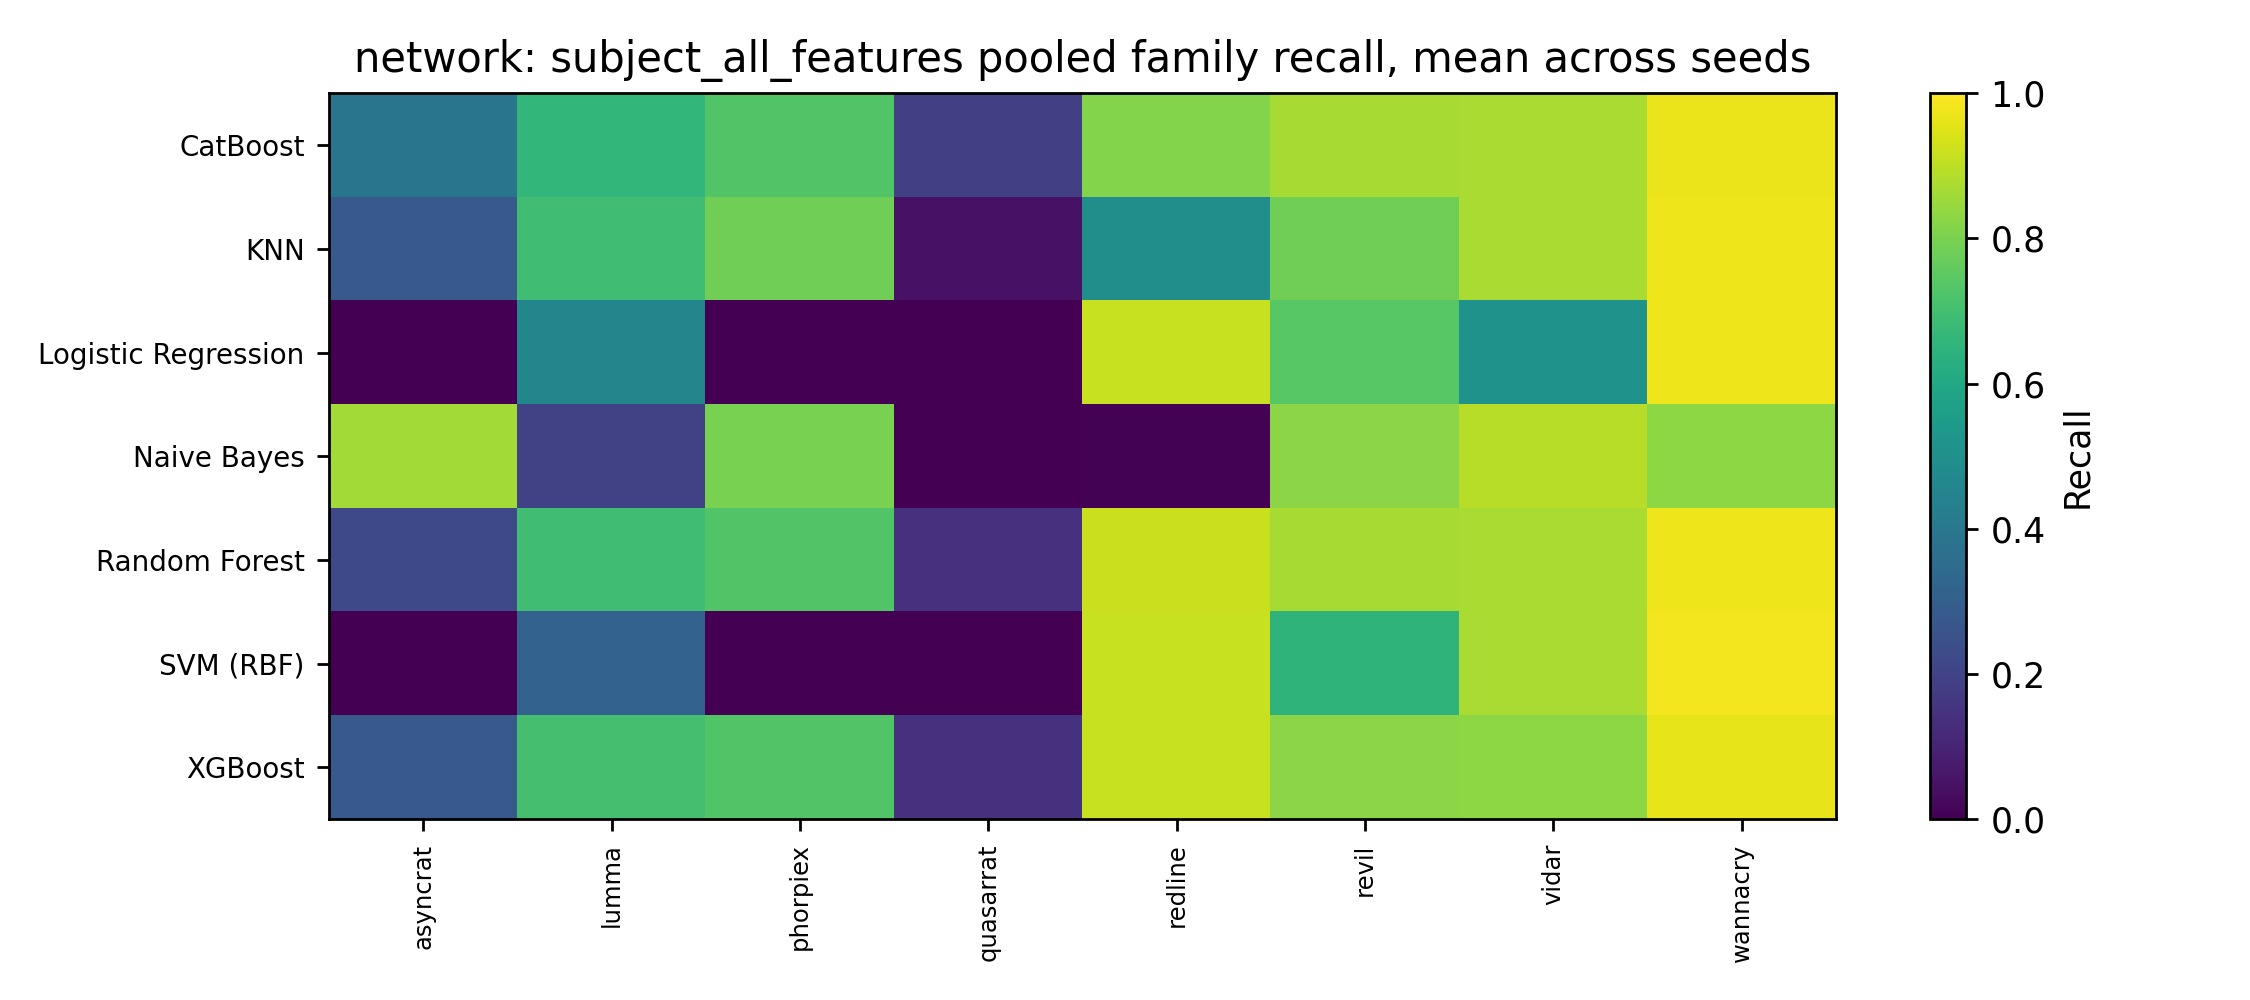 network: subject_all_features pooled family recall, mean across seeds
CatBoost
KNN
Logistic Regression
Naive Bayes
Random Forest
SVM (RBF)
XGBoost
asyncrat
lumma
phorpiex
quasarrat
redline
revil
vidar
wannacry
1.0
0.8
0.6
0.4
0.2
0.0
Recall